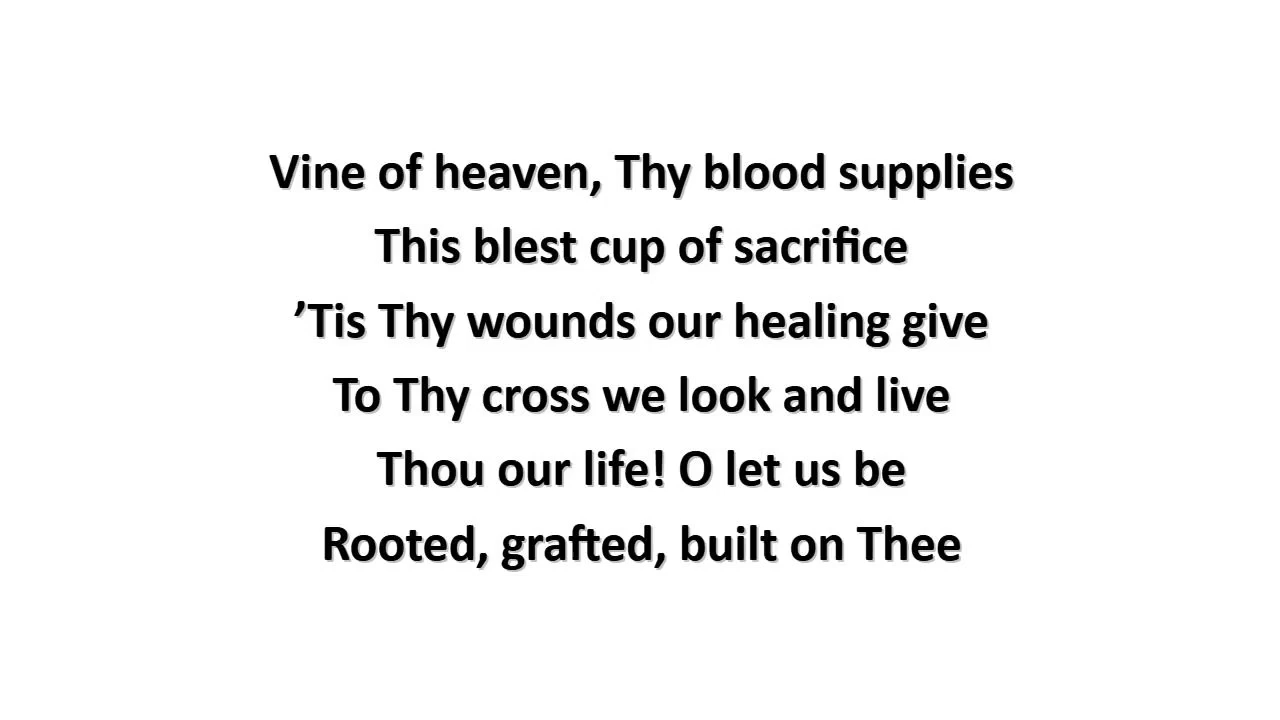 Vine of heaven, Thy blood supplies
This blest cup of sacrifice
’Tis Thy wounds our healing give
To Thy cross we look and live
Thou our life! O let us be
Rooted, grafted, built on Thee